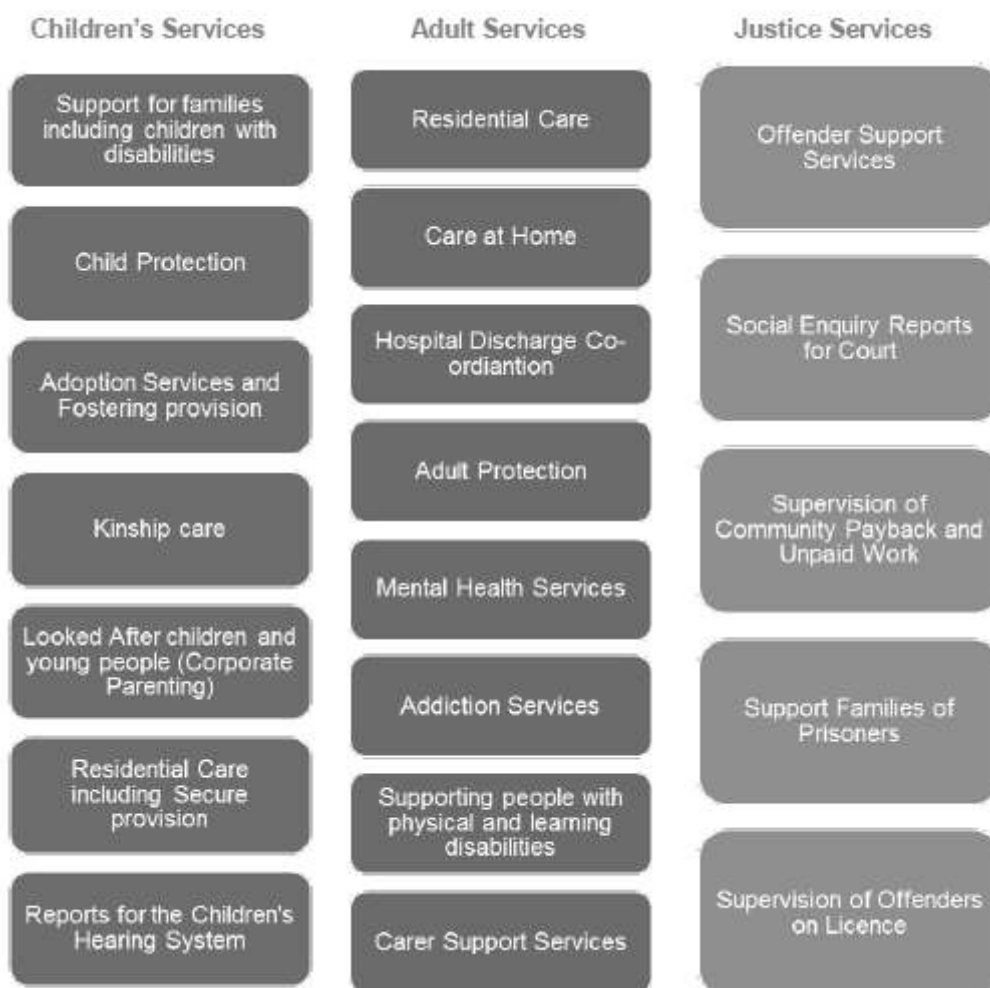 Children's Services
Support for families
including children with
disabilities
Child Protection
Adoption Services and
Fostering provision
Kinship care
Looked After children and
young people (Corporate
Parenting)
Residential Care
including Secure
provision
Reports for the Children's
Hearing System
Adult Services
Residential Care
Care at Home
Hospital Discharge Co-
ordiantion
Adult Protection
Mental Health Services
Addiction Services
Supporting people with
physical and learning
disabilities
Carer Support Services
Justice Services
Offender Support
Services
Social Enquiry Reports
for Court
Supervision of
Community Payback and
Unpaid Work
Support Families of
Prisoners
Supervision of Offenders
on Licence